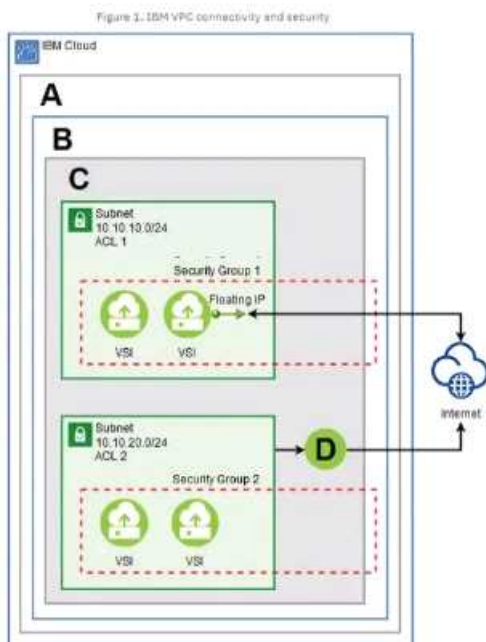 Figure 1. IBM VPC connectivity and security
IBM Cloud
A
B
C
Subnet
10.10.10.0/24
ACL 1
Security Group 1
Floating IP
VSI
VSI
Internet
Subnet
10.10.20.0/24
ACL 2
D
Security Group 2
VSI
VSI